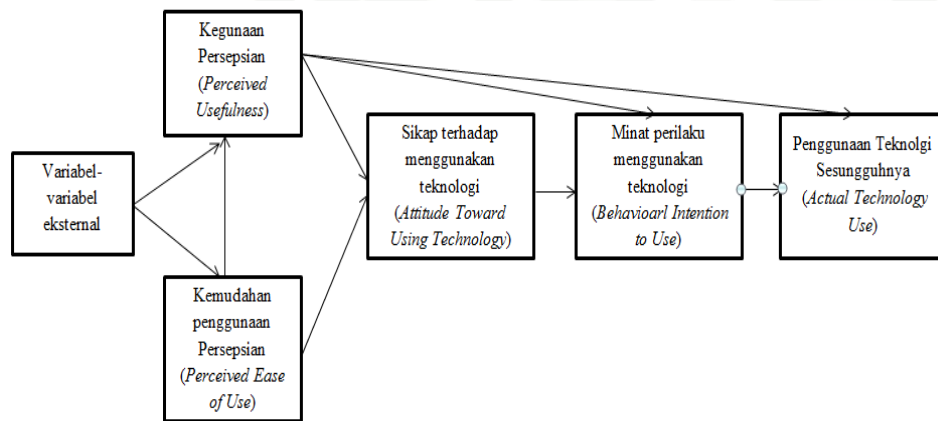 Kegunaan
Persepsian
(Perceived
Usefulness)
Variabel-
variabel
eksternal
Kemudahan
penggunaan
Persepsian
(Perceived Ease
of Use)
Sikap terhadap
menggunakan
teknologi
(Attitude Toward
Using Technology)
Minat perilaku
menggunakan
teknologi
(Behavioarl Intention
to Use)
Penggunaan Teknolgi
Sesungguhnya
(Actual Technology
Use)